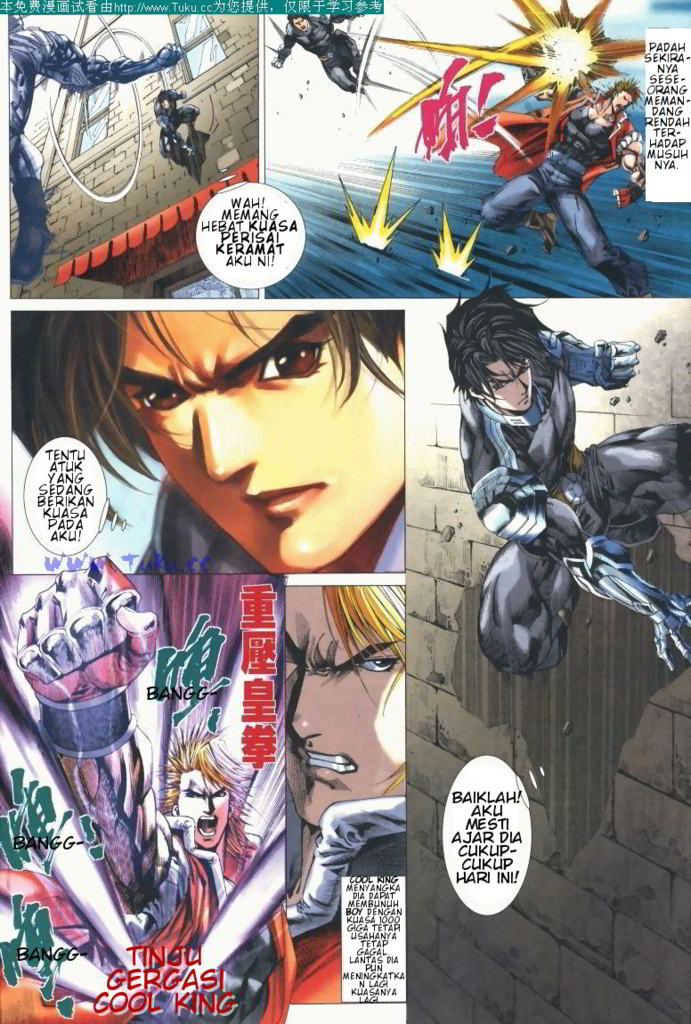 本免费漫画试看由http://www.Tuku.cc为您提供，仅限于学习参考
WAH!
MEMANG
HEBAT KUASA
PERISAI
KERAMAT
AKU NI!
PADAH
SEKIRA-
NYA
SESE-
ORANG
MEMAN-
DANG
RENDAH
TER-
HADAP
MUSUH
NYA.
TENTU
ATUK
YANG
SEDANG
BERIKAN
KUASA
PADA
AKU!
www.Tuku.cc
BAIKLAH!
AKU
MESTI
AJAR DIA
CUKUP-
CUKUP
HARI INI!
重壓皇拳
BANGG-
BANGG-
BANGG-
TINJU
GERGASI
COOL KING
COOL KING
MENYANGKA
DIA DAPAT
MEMBUNUH
BOY DENGAN
KUASA 1000
GIGA TETAPI
USAHANYA
TETAP
GAGAL.
LANTAS DIA
PUN
MENINGKATKA
N LAGI
KUASANYA
LAGI